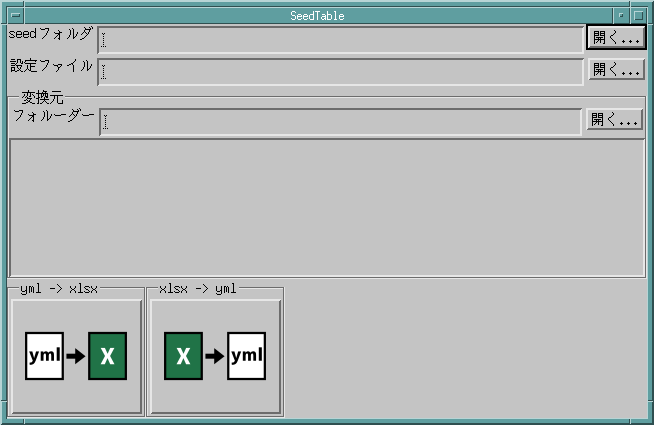 SeedTable
seedフォルダ
開く...
設定ファイル
開く...
変換元
フォルーダー
開く...
yml -> xlsx
xlsx -> yml
yml X
X yml